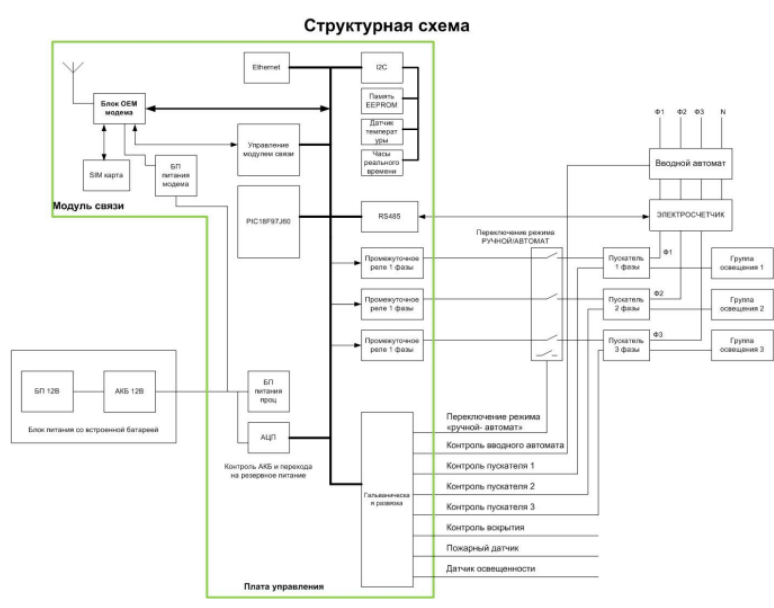 Структурная схема
Ethernet
I2C
Блок OEM
модема
Память
EEPROM
Датчик
температ
уры
Часы
реального
времени
Управление
модулем связи
SIM карта
БП
питания
модема
Модуль связи
PIC18F97J60
RS485
Ф1
Ф2
Ф3
N
Вводной автомат
ЭЛЕКТРОСЧЕТЧИК
Переключение режима
РУЧНОЙ/АВТОМАТ
Промежуточное
реле 1 фазы
Пускатель
1 фазы
Ф1
Группа
освещения 1
Промежуточное
реле 1 фазы
Пускатель
2 фазы
Ф2
Группа
освещения 2
Промежуточное
реле 1 фазы
Пускатель
3 фазы
Ф3
Группа
освещения 3
БП 12В
АКБ 12В
Блок питания со встроенной батареей
БП
питания
проц
АЦП
Контроль АКБ и перехода
на резервное питание
Гальваническа
я развязка
Переключение режима
«ручной- автомат»
Контроль вводного автомата
Контроль пускателя 1
Контроль пускателя 2
Контроль пускателя 3
Контроль вскрытия
Пожарный датчик
Датчик освещенности
Плата управления